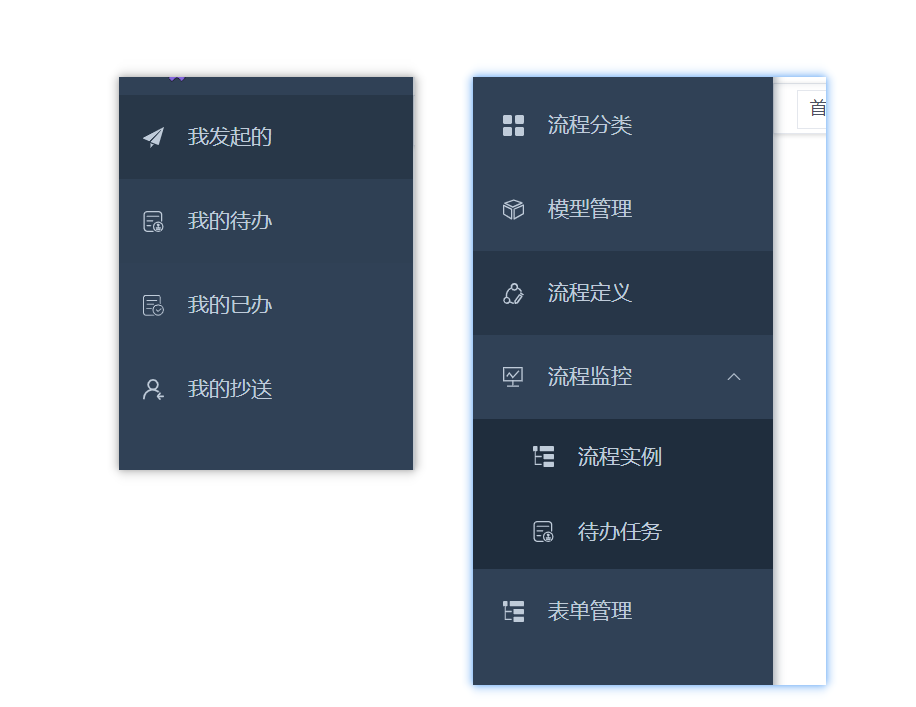 我发起的
我的待办
我的已办
我的抄送
流程分类
模型管理
流程定义
流程监控
流程实例
待办任务
表单管理
首